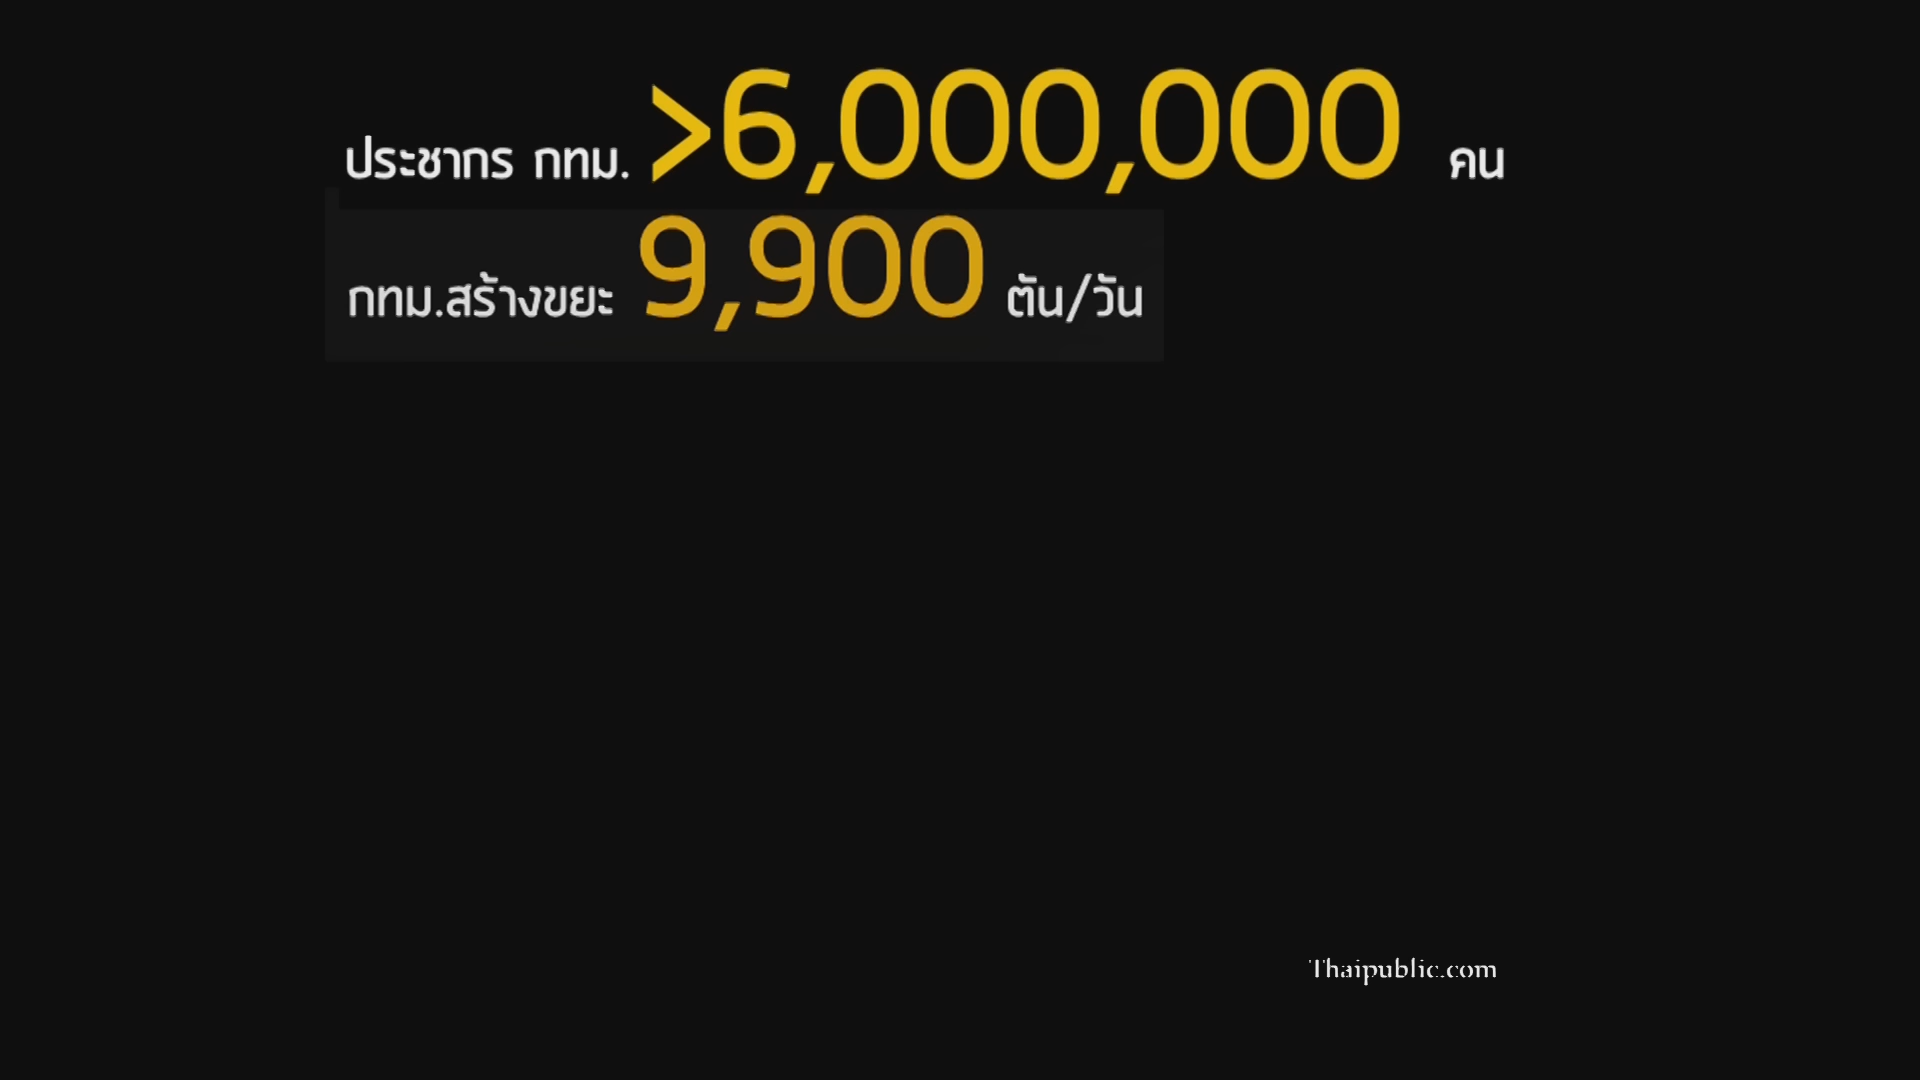 ประชากร กทม. >6,000,000 คน
กทม.สร้างขยะ 9,900 ตัน/วัน
Thaipublic.com